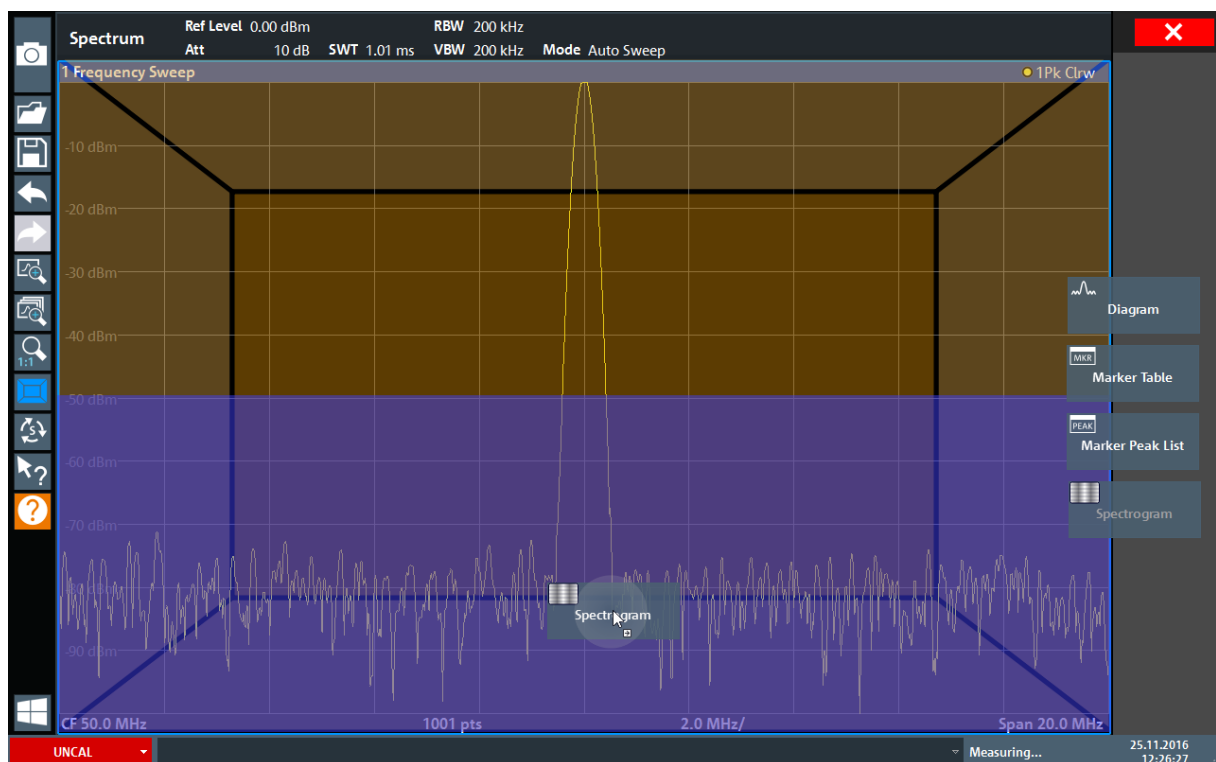 Spectrum
Ref Level 0.00 dBm RBW 200 kHz
Att 10 dB SWT 1.01 ms VBW 200 kHz Mode Auto Sweep
1 Frequency Sweep
1Pk Clrw
-10 dBm
-20 dBm
-30 dBm
-40 dBm
-50 dBm
-60 dBm
-70 dBm
-90 dBm
1:1
S
?
?
Diagram
MKR
Marker Table
PEAK
Marker Peak List
Spectrogram
Spectrogram
CF 50.0 MHz 1001 pts 2.0 MHz/ Span 20.0 MHz
UNCAL
Measuring...
25.11.2016
12:26:27